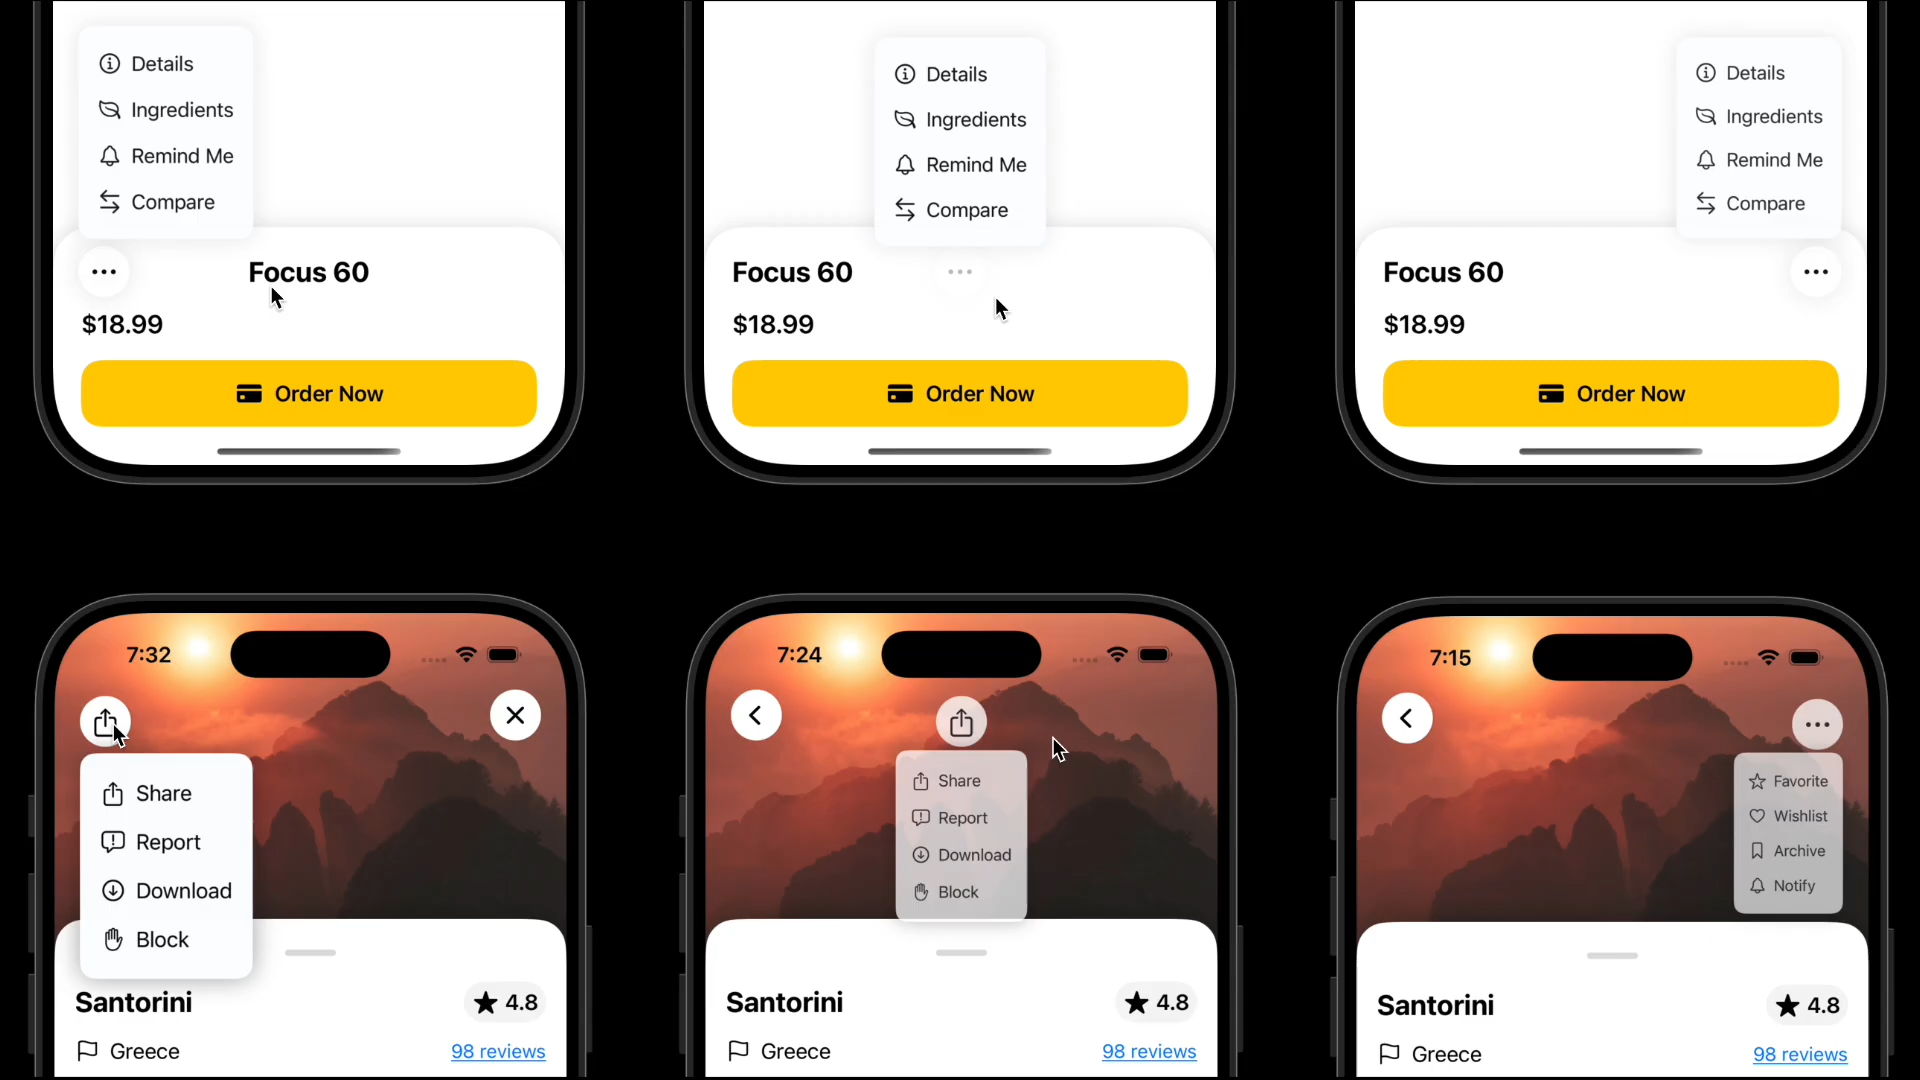 Details
Ingredients
Remind Me
Compare
Focus 60
$18.99
Order Now
Details
Ingredients
Remind Me
Compare
Focus 60
$18.99
Order Now
Details
Ingredients
Remind Me
Compare
Focus 60
$18.99
Order Now
7:32
Share
Report
Download
Block
Santorini
4.8
Greece
98 reviews
7:24
Share
Report
Download
Block
Santorini
4.8
Greece
98 reviews
7:15
Favorite
Wishlist
Archive
Notify
Santorini
4.8
Greece
98 reviews